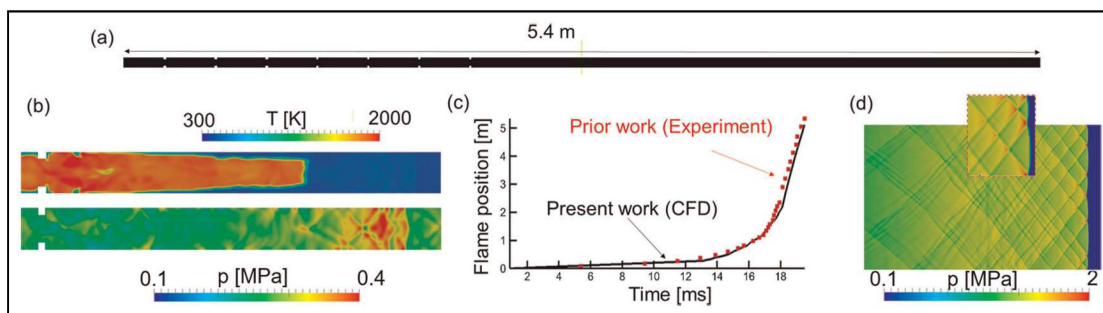 (a)
5.4 m
(b)
300 T [K] 2000
0.1 p [MPa] 0.4
(c)
Flame position [m]
5
4
3
2
1
0
Prior work (Experiment)
Present work (CFD)
2 4 6 8 10 12 14 16 18
Time [ms]
(d)
0.1 p [MPa] 2